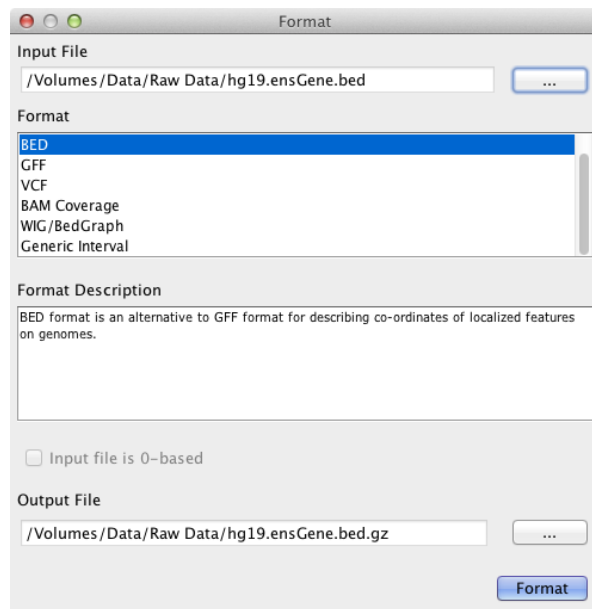 Format
Input File
/Volumes/Data/Raw Data/hg19.ensGene.bed
...
Format
BED
GFF
VCF
BAM Coverage
WIG/BedGraph
Generic Interval
Format Description
BED format is an alternative to GFF format for describing co-ordinates of localized features
on genomes.
Input file is 0-based
Output File
/Volumes/Data/Raw Data/hg19.ensGene.bed.gz
...
Format